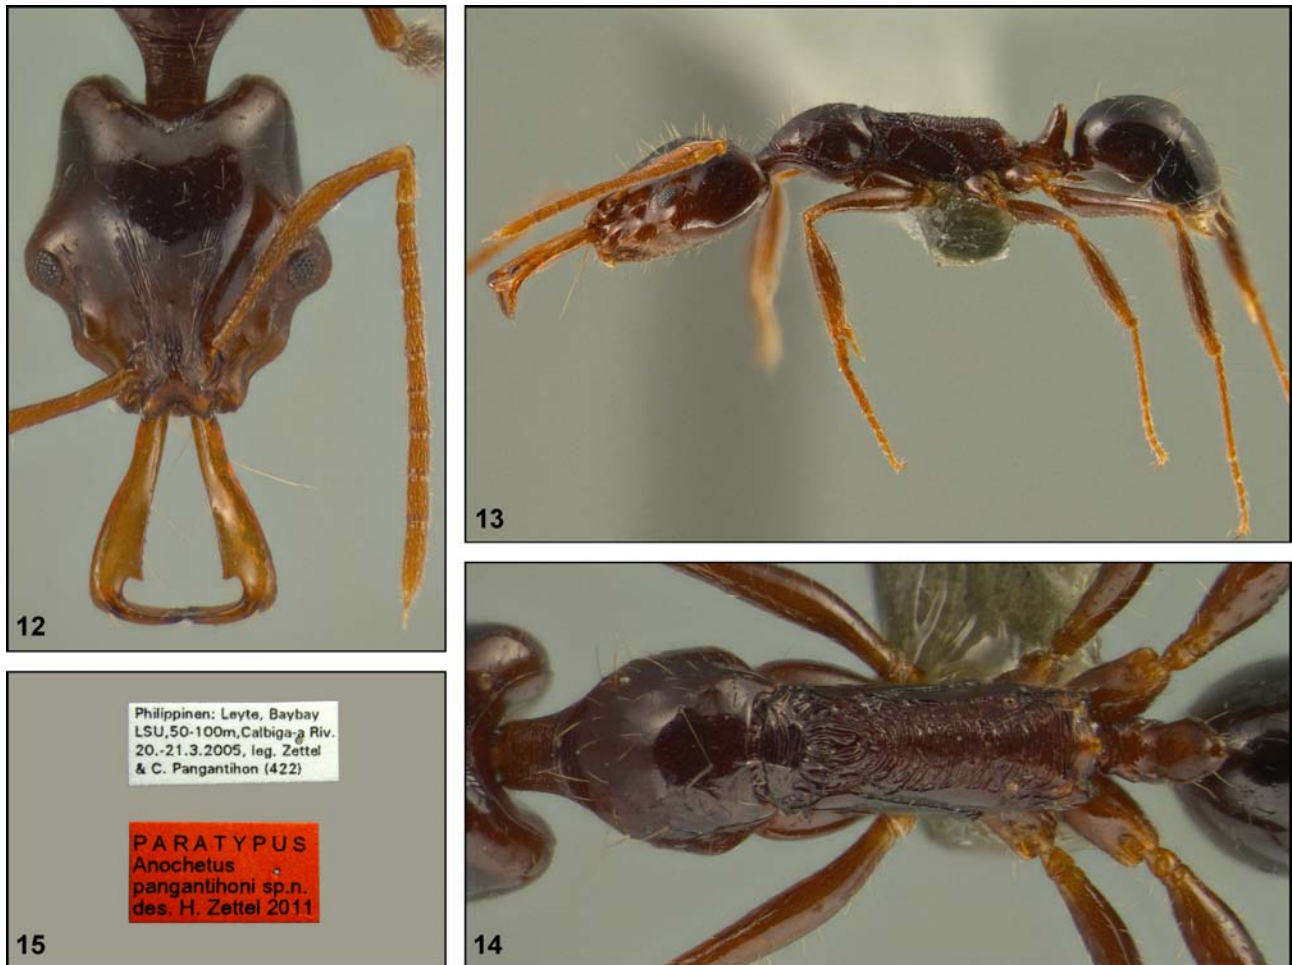 12
13
Philippinen: Leyte, Baybay
LSU,50-100m,Calbiga-a Riv.
20.-21.3.2005, leg. Zettel
& C. Pangantihon (422)
PARATYPUS
Anochetus
pangantihoni sp.n.
des. H. Zettel 2011
15
14